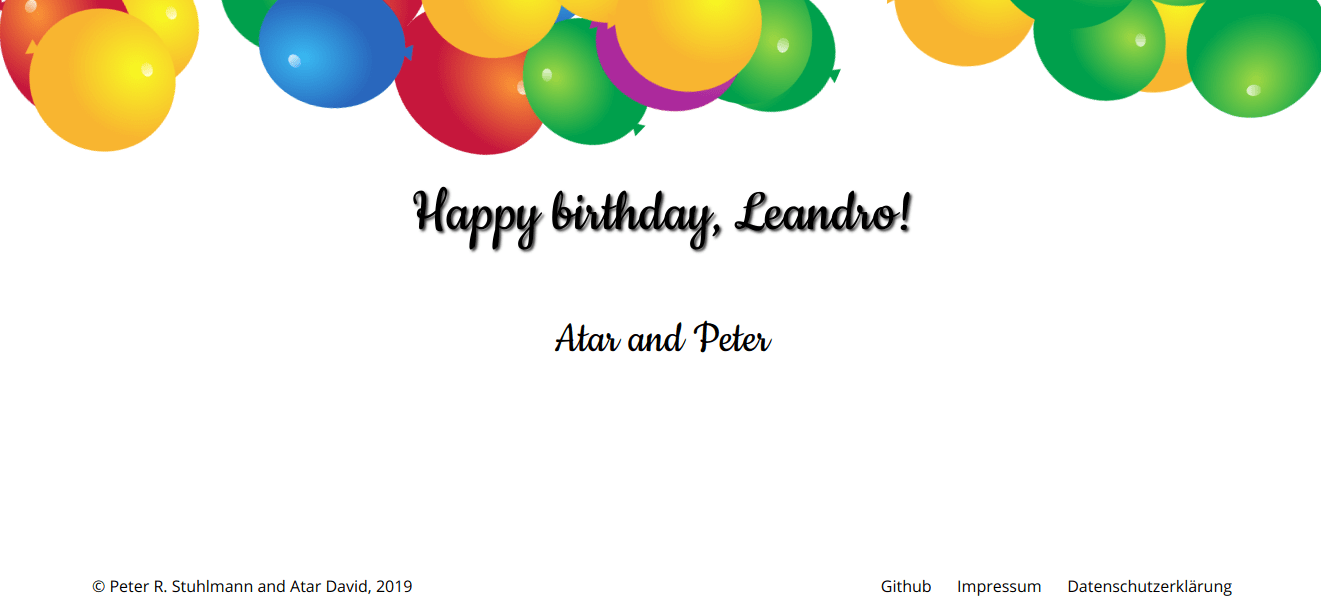 Happy birthday, Leandro!
Atar and Peter
© Peter R. Stuhlmann and Atar David, 2019
Github Impressum Datenschutzerklärung